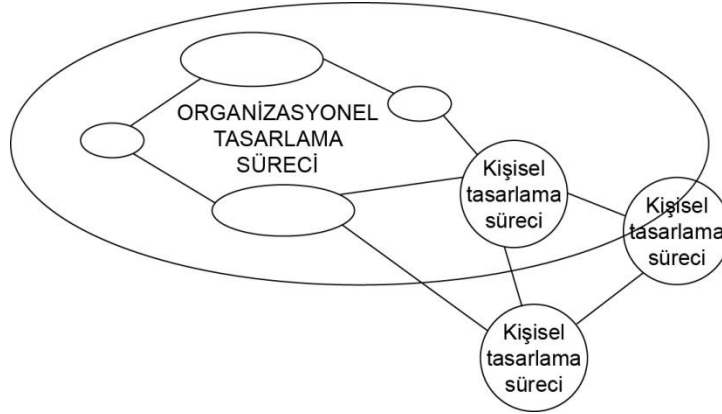 ORGANİZASYONEL
TASARLAMA
SÜRECİ
Kişisel
tasarlama
süreci
Kişisel
tasarlama
süreci
Kişisel
tasarlama
süreci